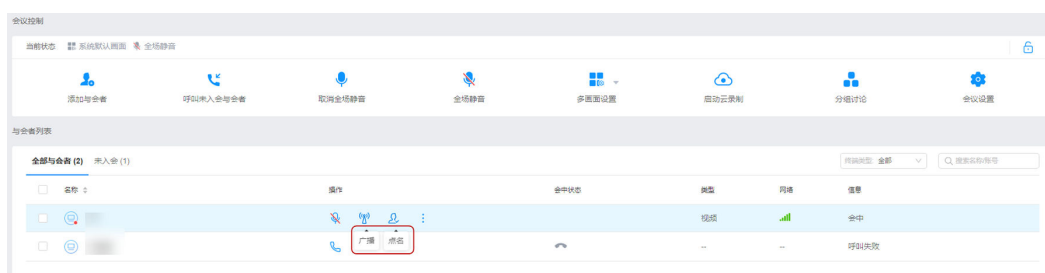 会议控制
当前状态 系统默认画面 全场静音
添加与会者 呼叫未入会与会者 取消全场静音 全场静音 多画面设置 启动云录制 分组讨论 会议设置
与会者列表
全部与会者 (2) 未入会 (1) 终端类型: 全部 搜索名称/账号
名称 操作 会中状态 类型 网络 信息
视频 会中
广播 点名
-- -- 呼叫失败